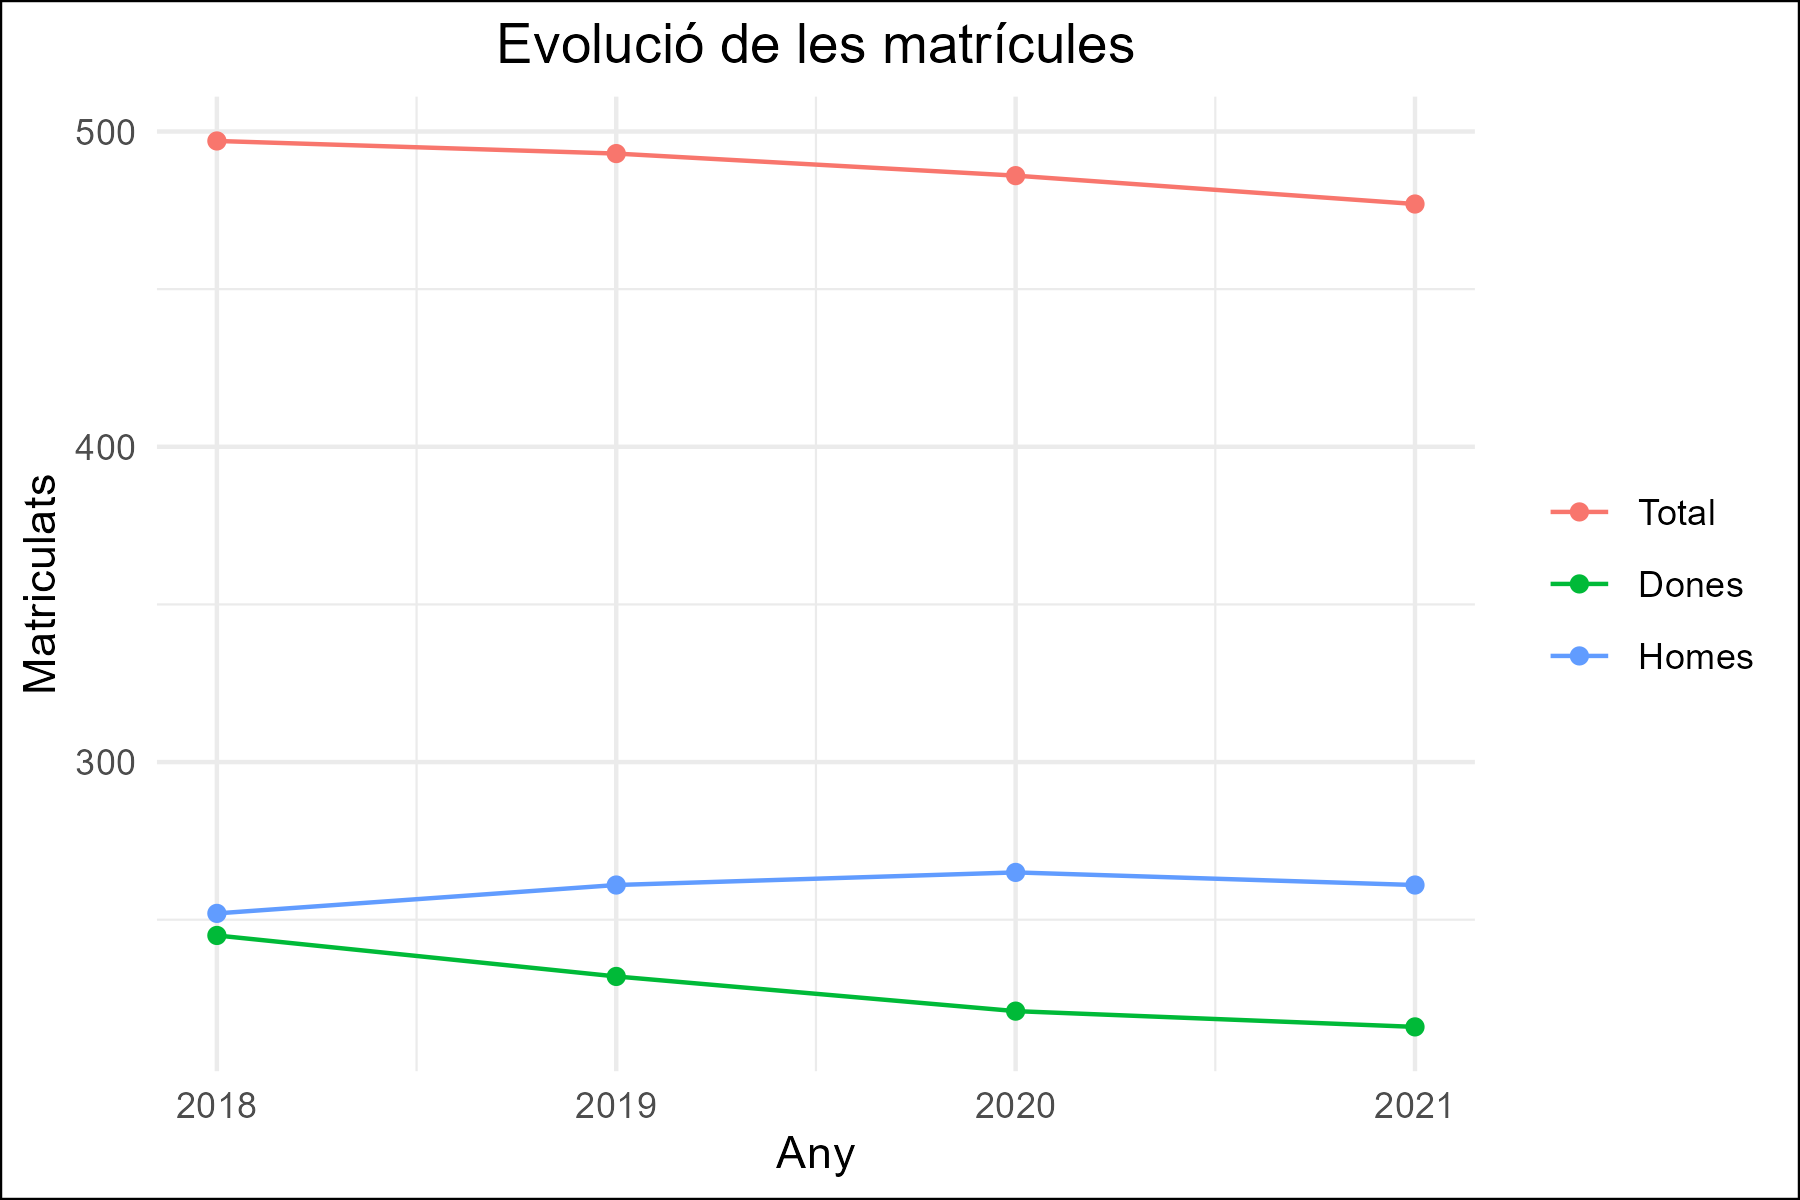 Evolució de les matrícules
500
400
300
Matriculats
2018
2019
2020
2021
Any
Total
Dones
Homes